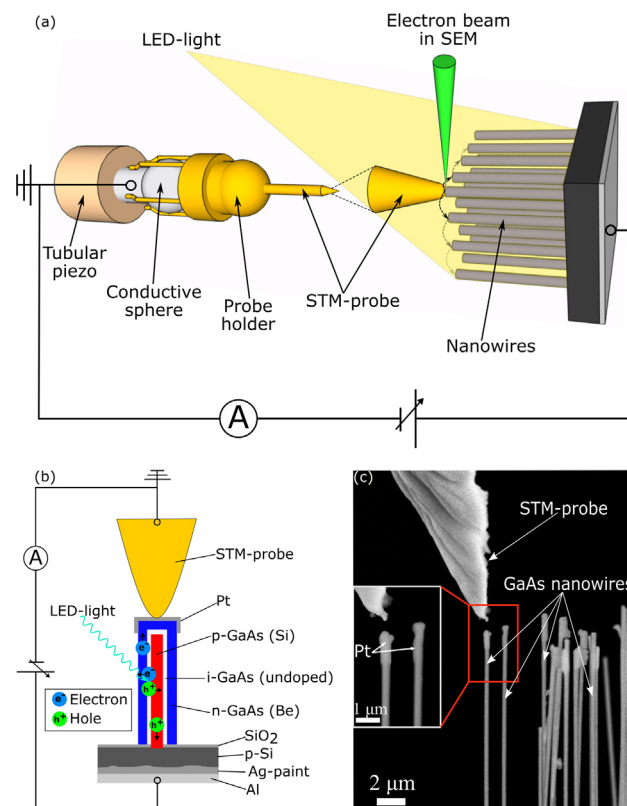 (a)
LED-light
Electron beam
in SEM
Tubular
piezo
Conductive
sphere
Probe
holder
STM-probe
Nanowires
A
(b)
A
STM-probe
LED-light
Pt
p-GaAs (Si)
i-GaAs (undoped)
n-GaAs (Be)
e-
e-
h+
h+
e- Electron
h+ Hole
SiO2
p-Si
Ag-paint
Al
(c)
STM-probe
GaAs nanowires
Pt
1 μm
2 μm